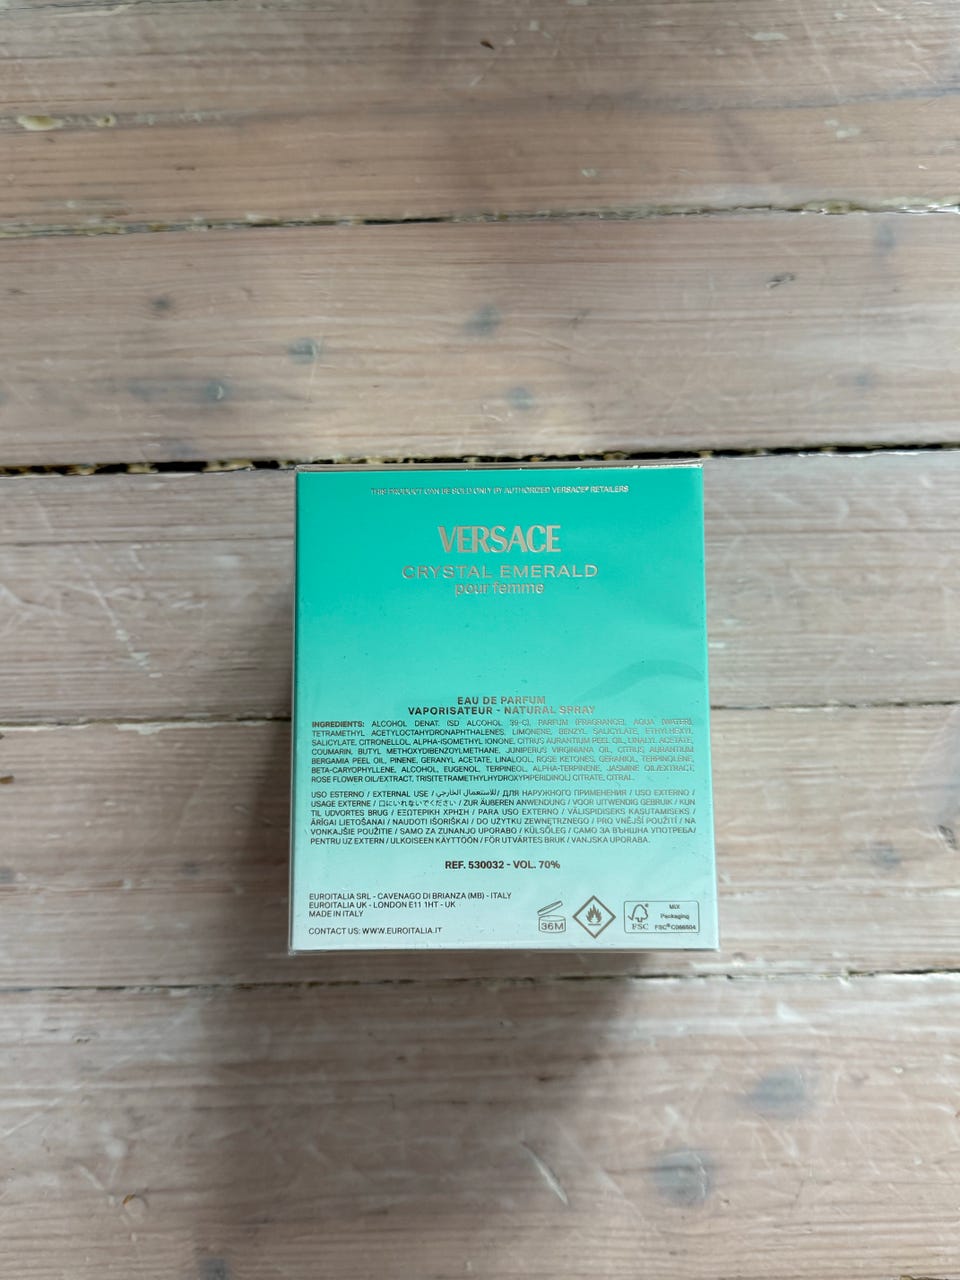 THIS PRODUCT CAN BE SOLD ONLY BY AUTHORIZED VERSACE® RETAILERS
VERSACE
CRYSTAL EMERALD
pour femme
EAU DE PARFUM
VAPORISATEUR - NATURAL SPRAY
INGREDIENTS: ALCOHOL DENAT. (SD ALCOHOL 39-C), PARFUM (FRAGRANCE), AQUA (WATER),
TETRAMETHYL ACETYLOCTAHYDRONAPHTHALENES, LIMONENE, BENZYL SALICYLATE, ETHYLHEXYL
SALICYLATE, CITRONELLOL, ALPHA-ISOMETHYL IONONE, CITRUS AURANTIUM PEEL OIL, LINALYL ACETATE,
COUMARIN, BUTYL METHOXYDIBENZOYLMETHANE, JUNIPERUS VIRGINIANA OIL, CITRUS AURANTIUM
BERGAMIA PEEL OIL, PINENE, GERANYL ACETATE, LINALOOL, ROSE KETONES, GERANIOL, TERPINOLENE,
BETA-CARYOPHYLLENE, ALCOHOL, EUGENOL, TERPINEOL, ALPHA-TERPINENE, JASMINE OIL/EXTRACT,
ROSE FLOWER OIL/EXTRACT, TRIS(TETRAMETHYLHYDROXYPIPERIDINOL) CITRATE, CITRAL.
USO ESTERNO / EXTERNAL USE / للاستعمال الخارجي / ДЛЯ НАРУЖНОГО ПРИМЕНЕНИЯ / USO EXTERNO /
USAGE EXTERNE / 口にいれないでください / ZUR ÄUßEREN ANWENDUNG / VOOR UITWENDIG GEBRUIK / KUN
TIL UDVORTES BRUG / ΕΞΩΤΕΡΙΚΗ ΧΡΗΣΗ / PARA USO EXTERNO / VÄLISPIDISEKS KASUTAMISEKS /
ĀRĪGAI LIETOŠANAI / NAUDOTI IŠORIŠKAI / DO UŻYTKU ZEWNĘTRZNEGO / PRO VNĚJŠÍ POUŽITÍ / NA
VONKAJŠIE POUŽITIE / SAMO ZA ZUNANJO UPORABO / KÜLSŐLEG / САМО ЗА ВЪНШНА УПОТРЕБА /
PENTRU UZ EXTERN / ULKOISEEN KÄYTTÖÖN / FÖR UTVÄRTES BRUK / VANJSKA UPORABA.
REF. 530032 - VOL. 70%
EUROITALIA SRL - CAVENAGO DI BRIANZA (MB) - ITALY
EUROITALIA UK - LONDON E11 1HT - UK
MADE IN ITALY
CONTACT US: WWW.EUROITALIA.IT
36M
FSC
MIX
Packaging
FSC® C066504